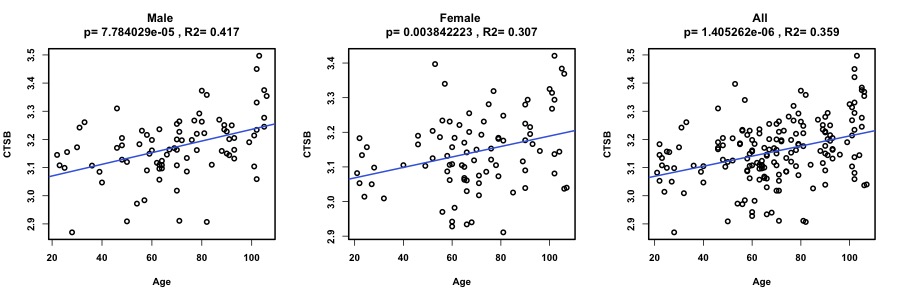 Male
p= 7.784029e-05 , R2= 0.417
CTSB
3.5
3.4
3.3
3.2
3.1
3.0
2.9
20 40 60 80 100
Age
Female
p= 0.003842223 , R2= 0.307
CTSB
3.4
3.3
3.2
3.1
3.0
2.9
20 40 60 80 100
Age
All
p= 1.405262e-06 , R2= 0.359
CTSB
3.5
3.4
3.3
3.2
3.1
3.0
2.9
20 40 60 80 100
Age